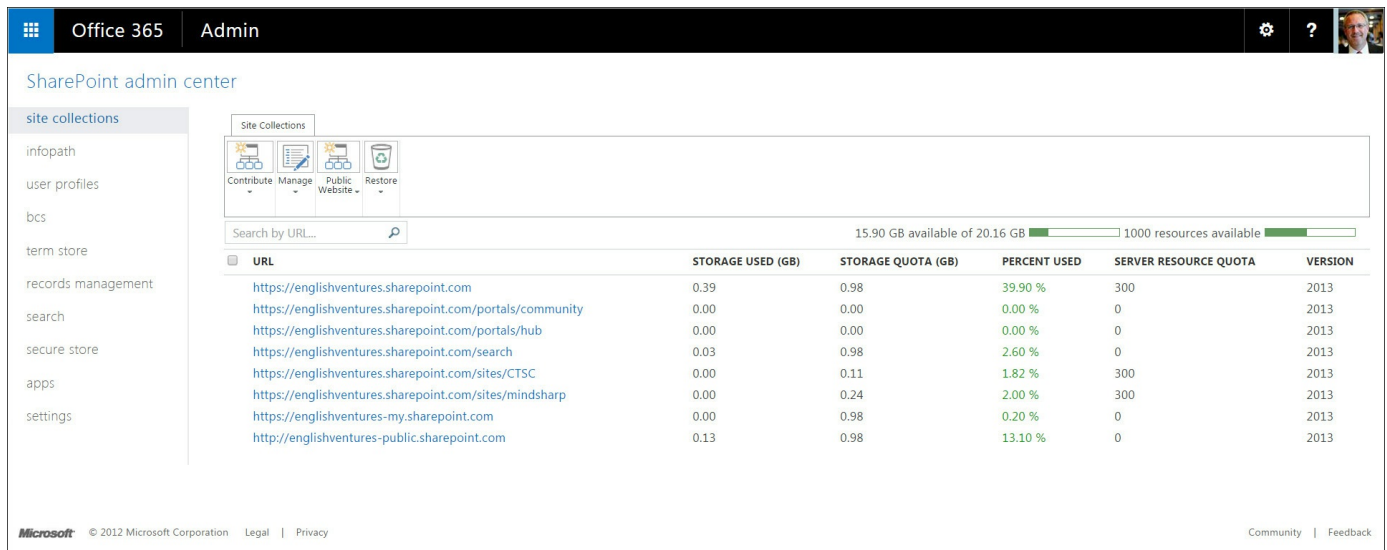 Office 365 Admin ?
SharePoint admin center
site collections
infopath
user profiles
bcs
term store
records management
search
secure store
apps
settings
Site Collections
Contribute Manage Public Website Restore
Search by URL... 15.90 GB available of 20.16 GB 1000 resources available
URL STORAGE USED (GB) STORAGE QUOTA (GB) PERCENT USED SERVER RESOURCE QUOTA VERSION
https://englishventures.sharepoint.com 0.39 0.98 39.90 % 300 2013
https://englishventures.sharepoint.com/portals/community 0.00 0.00 0.00 % 0 2013
https://englishventures.sharepoint.com/portals/hub 0.00 0.00 0.00 % 0 2013
https://englishventures.sharepoint.com/search 0.03 0.98 2.60 % 0 2013
https://englishventures.sharepoint.com/sites/CTSC 0.00 0.11 1.82 % 300 2013
https://englishventures.sharepoint.com/sites/mindsharp 0.00 0.24 2.00 % 300 2013
https://englishventures-my.sharepoint.com 0.00 0.98 0.20 % 0 2013
http://englishventures-public.sharepoint.com 0.13 0.98 13.10 % 0 2013
Microsoft © 2012 Microsoft Corporation Legal | Privacy Community | Feedback